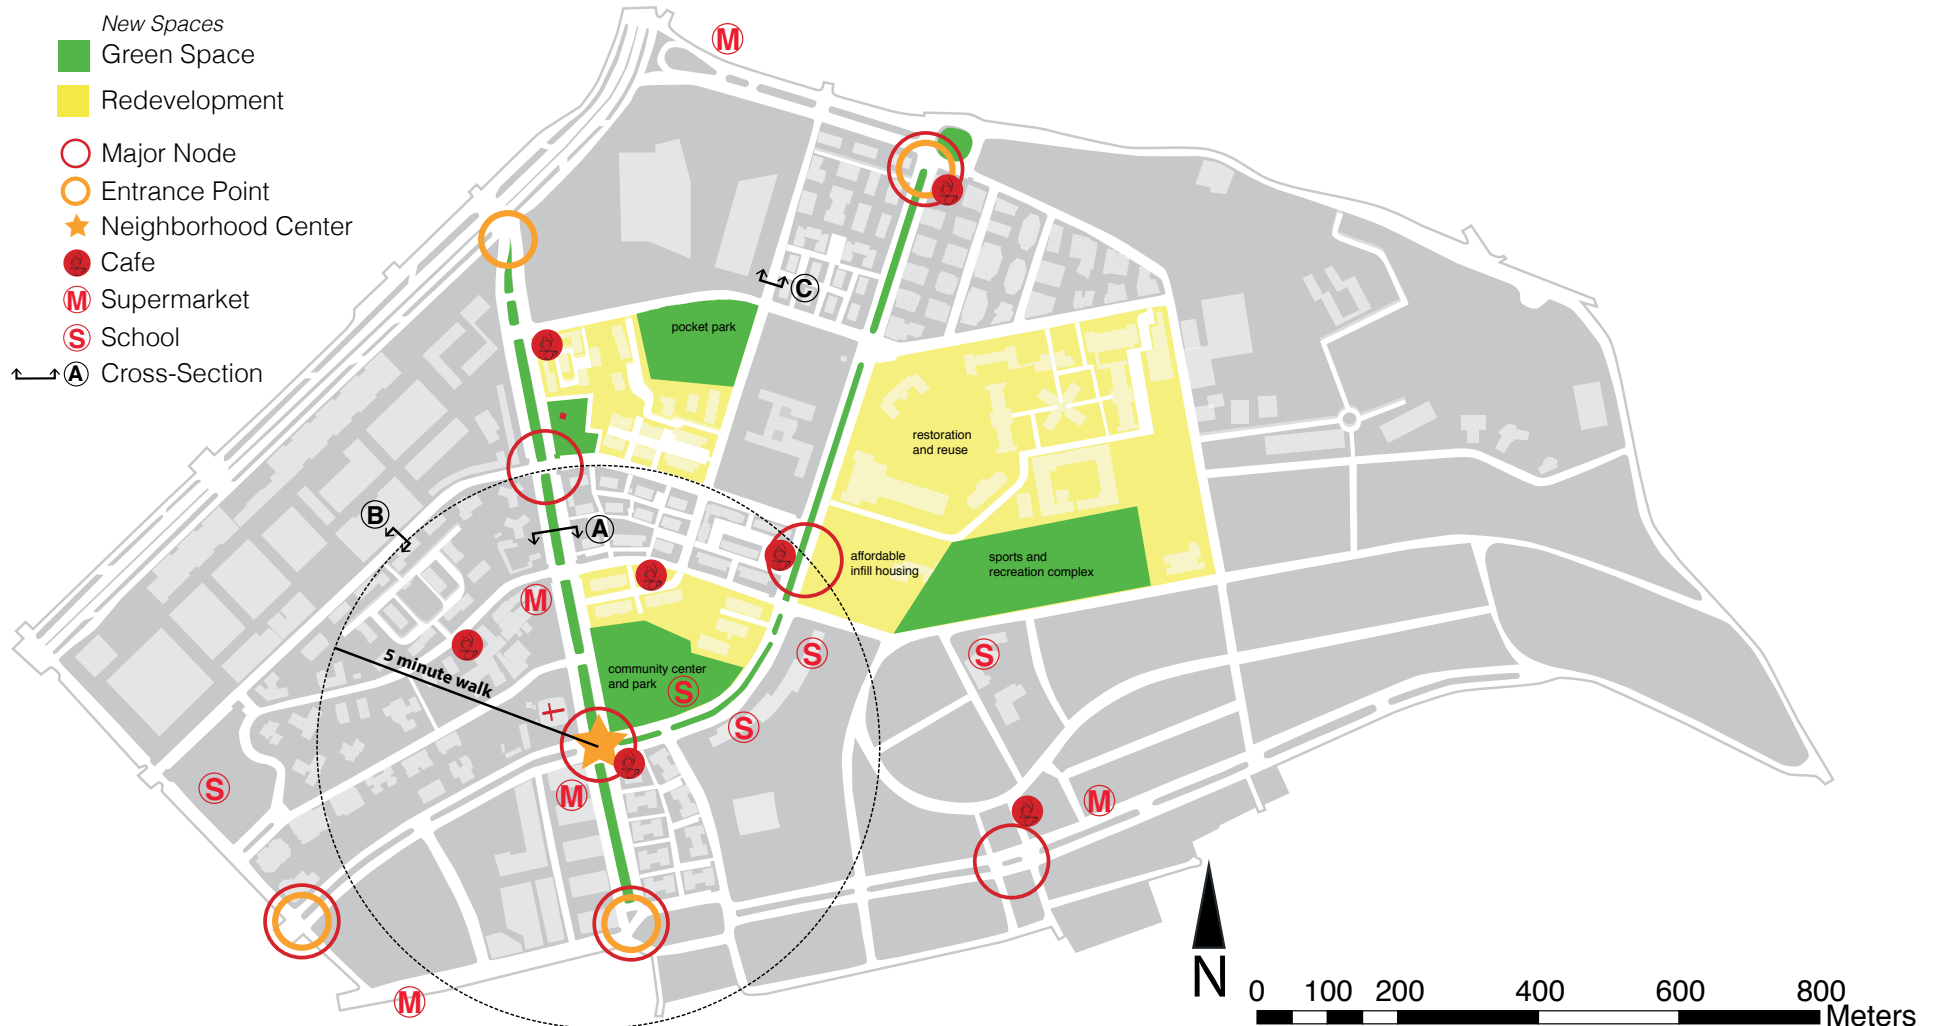 New Spaces
Green Space
Redevelopment
Major Node
Entrance Point
Neighborhood Center
Cafe
M Supermarket
S School
A Cross-Section
M
C
pocket park
restoration
and reuse
B
A
affordable
infill housing
sports and
recreation complex
M
S
S
5 minute walk
community center
and park
S
S
S
M
M
M
N
0 100 200 400 600 800
Meters